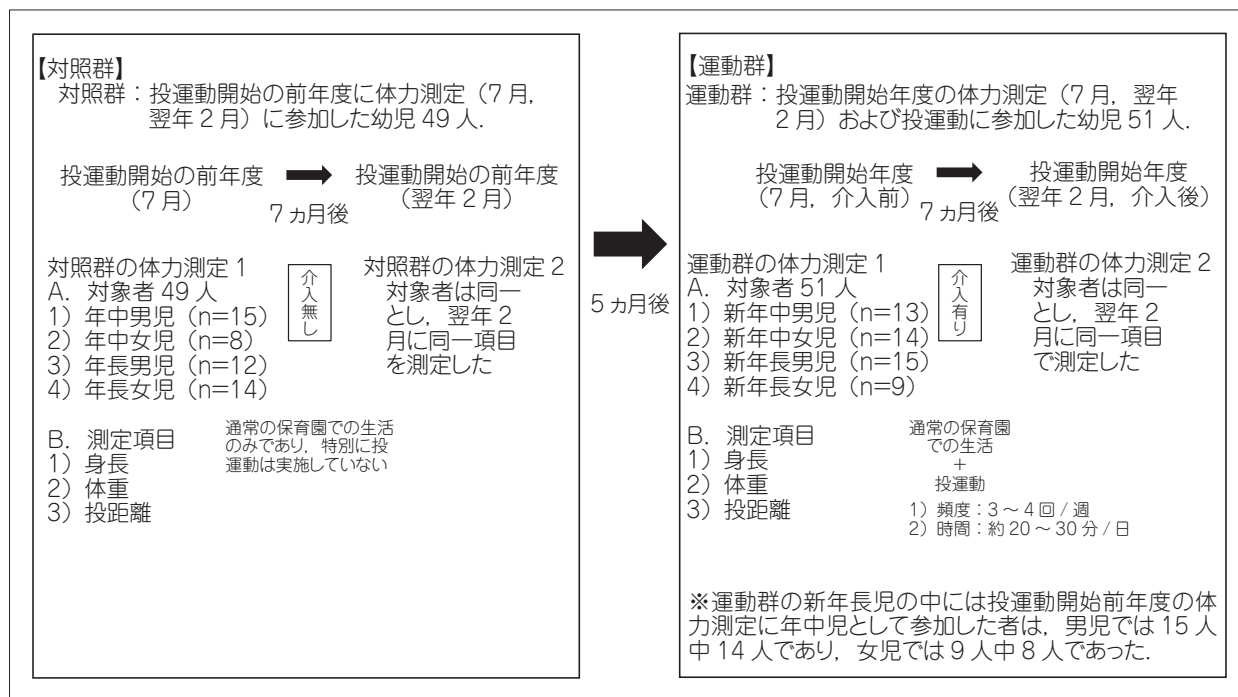 【対照群】
対照群：投運動開始の前年度に体力測定（7月，
翌年2月）に参加した幼児49人．
投運動開始の前年度
（7月）
7ヵ月後
投運動開始の前年度
（翌年2月）
対照群の体力測定1
A．対象者49人
1）年中男児（n=15）
2）年中女児（n=8）
3）年長男児（n=12）
4）年長女児（n=14）
介入無し
対照群の体力測定2
対象者は同一
とし，翌年2
月に同一項目
を測定した
B．測定項目
1）身長
2）体重
3）投距離
通常の保育園での生活
のみであり，特別に投
運動は実施していない
5ヵ月後
【運動群】
運動群：投運動開始年度の体力測定（7月，翌年
2月）および投運動に参加した幼児51人．
投運動開始年度
（7月，介入前）
7ヵ月後
投運動開始年度
（翌年2月，介入後）
運動群の体力測定1
A．対象者51人
1）新年中男児（n=13）
2）新年中女児（n=14）
3）新年長男児（n=15）
4）新年長女児（n=9）
介入有り
運動群の体力測定2
対象者は同一
とし，翌年2
月に同一項目
で測定した
B．測定項目
1）身長
2）体重
3）投距離
通常の保育園
での生活
+
投運動
1）頻度：3～4回/週
2）時間：約20～30分/日
※運動群の新年長児の中には投運動開始前年度の体
力測定に年中児として参加した者は，男児では15人
中14人であり，女児では9人中8人であった．